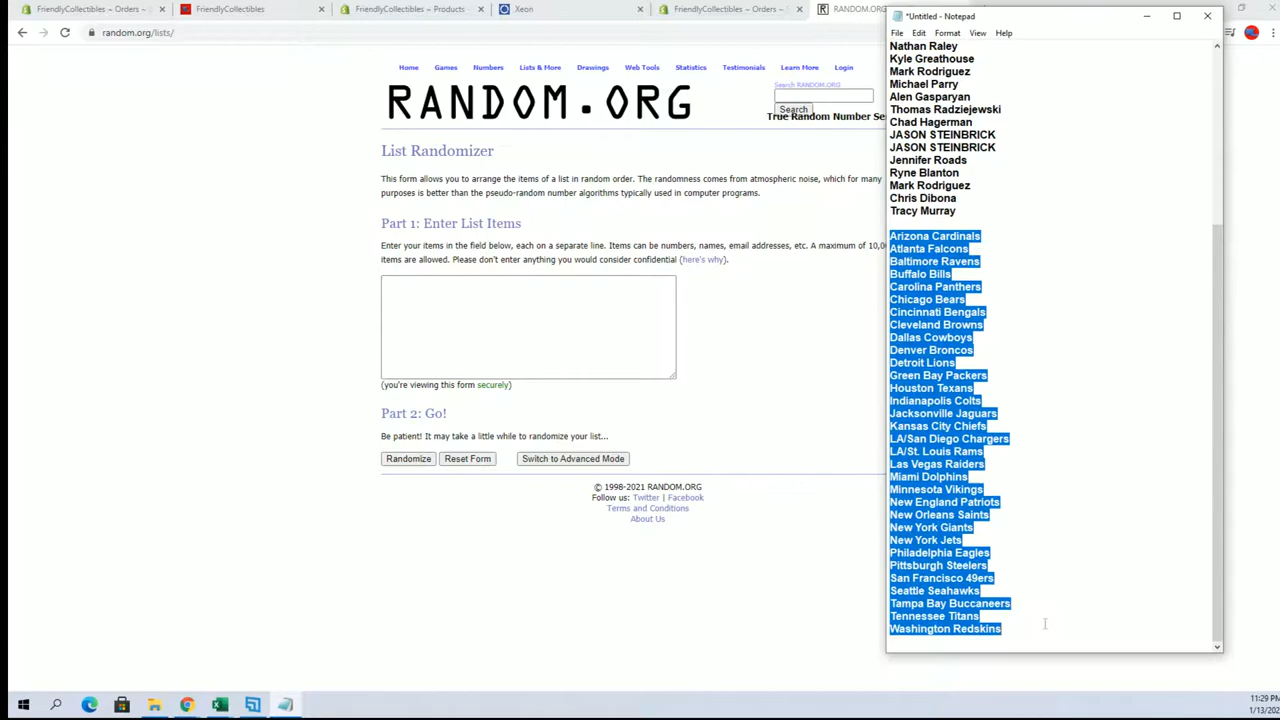 FriendlyCollectibles ~ Orders ~
FriendlyCollectibles
FriendlyCollectibles ~ Products
Xeon
FriendlyCollectibles ~ Orders ~
RANDOM.ORG
random.org/lists/
Home
Games
Numbers
Lists & More
Drawings
Web Tools
Statistics
Testimonials
Learn More
Login
Search RANDOM.ORG
RANDOM.ORG
Search
True Random Number Se
List Randomizer
This form allows you to arrange the items of a list in random order. The randomness comes from atmospheric noise, which for many
purposes is better than the pseudo-random number algorithms typically used in computer programs.
Part 1: Enter List Items
Enter your items in the field below, each on a separate line. Items can be numbers, names, email addresses, etc. A maximum of 10,0
items are allowed. Please don't enter anything you would consider confidential (here's why).
(you're viewing this form securely)
Part 2: Go!
Be patient! It may take a little while to randomize your list...
Randomize
Reset Form
Switch to Advanced Mode
© 1998-2021 RANDOM.ORG
Follow us: Twitter | Facebook
Terms and Conditions
About Us
*Untitled - Notepad
File
Edit
Format
View
Help
Nathan Raley
Kyle Greathouse
Mark Rodriguez
Michael Parry
Alen Gasparyan
Thomas Radziejewski
Chad Hagerman
JASON STEINBRICK
JASON STEINBRICK
Jennifer Roads
Ryne Blanton
Mark Rodriguez
Chris Dibona
Tracy Murray
Arizona Cardinals
Atlanta Falcons
Baltimore Ravens
Buffalo Bills
Carolina Panthers
Chicago Bears
Cincinnati Bengals
Cleveland Browns
Dallas Cowboys
Denver Broncos
Detroit Lions
Green Bay Packers
Houston Texans
Indianapolis Colts
Jacksonville Jaguars
Kansas City Chiefs
LA/San Diego Chargers
LA/St. Louis Rams
Las Vegas Raiders
Miami Dolphins
Minnesota Vikings
New England Patriots
New Orleans Saints
New York Giants
New York Jets
Philadelphia Eagles
Pittsburgh Steelers
San Francisco 49ers
Seattle Seahawks
Tampa Bay Buccaneers
Tennessee Titans
Washington Redskins
11:29 PM
1/13/202